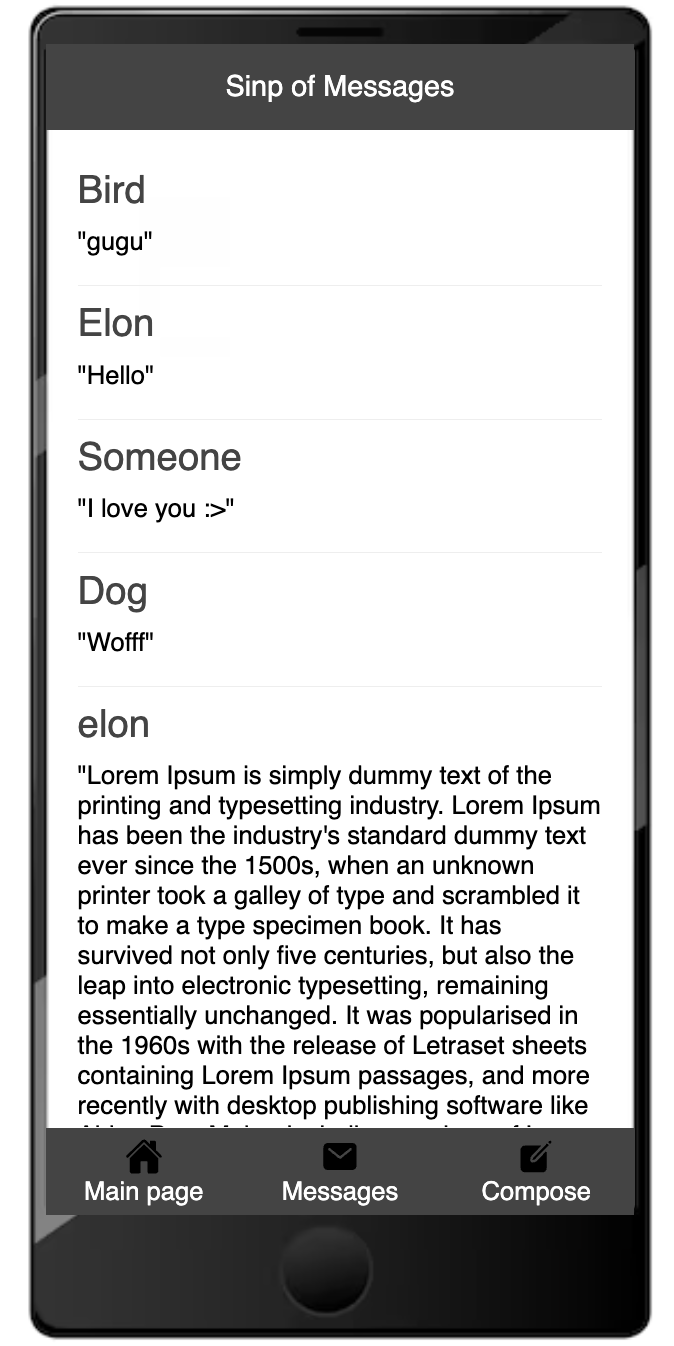 Sinp of Messages
Bird
"gugu"
Elon
"Hello"
Someone
"I love you :>"
Dog
"Wofff"
elon
"Lorem Ipsum is simply dummy text of the
printing and typesetting industry. Lorem Ipsum
has been the industry's standard dummy text
ever since the 1500s, when an unknown
printer took a galley of type and scrambled it
to make a type specimen book. It has
survived not only five centuries, but also the
leap into electronic typesetting, remaining
essentially unchanged. It was popularised in
the 1960s with the release of Letraset sheets
containing Lorem Ipsum passages, and more
recently with desktop publishing software like
Main page
Messages
Compose